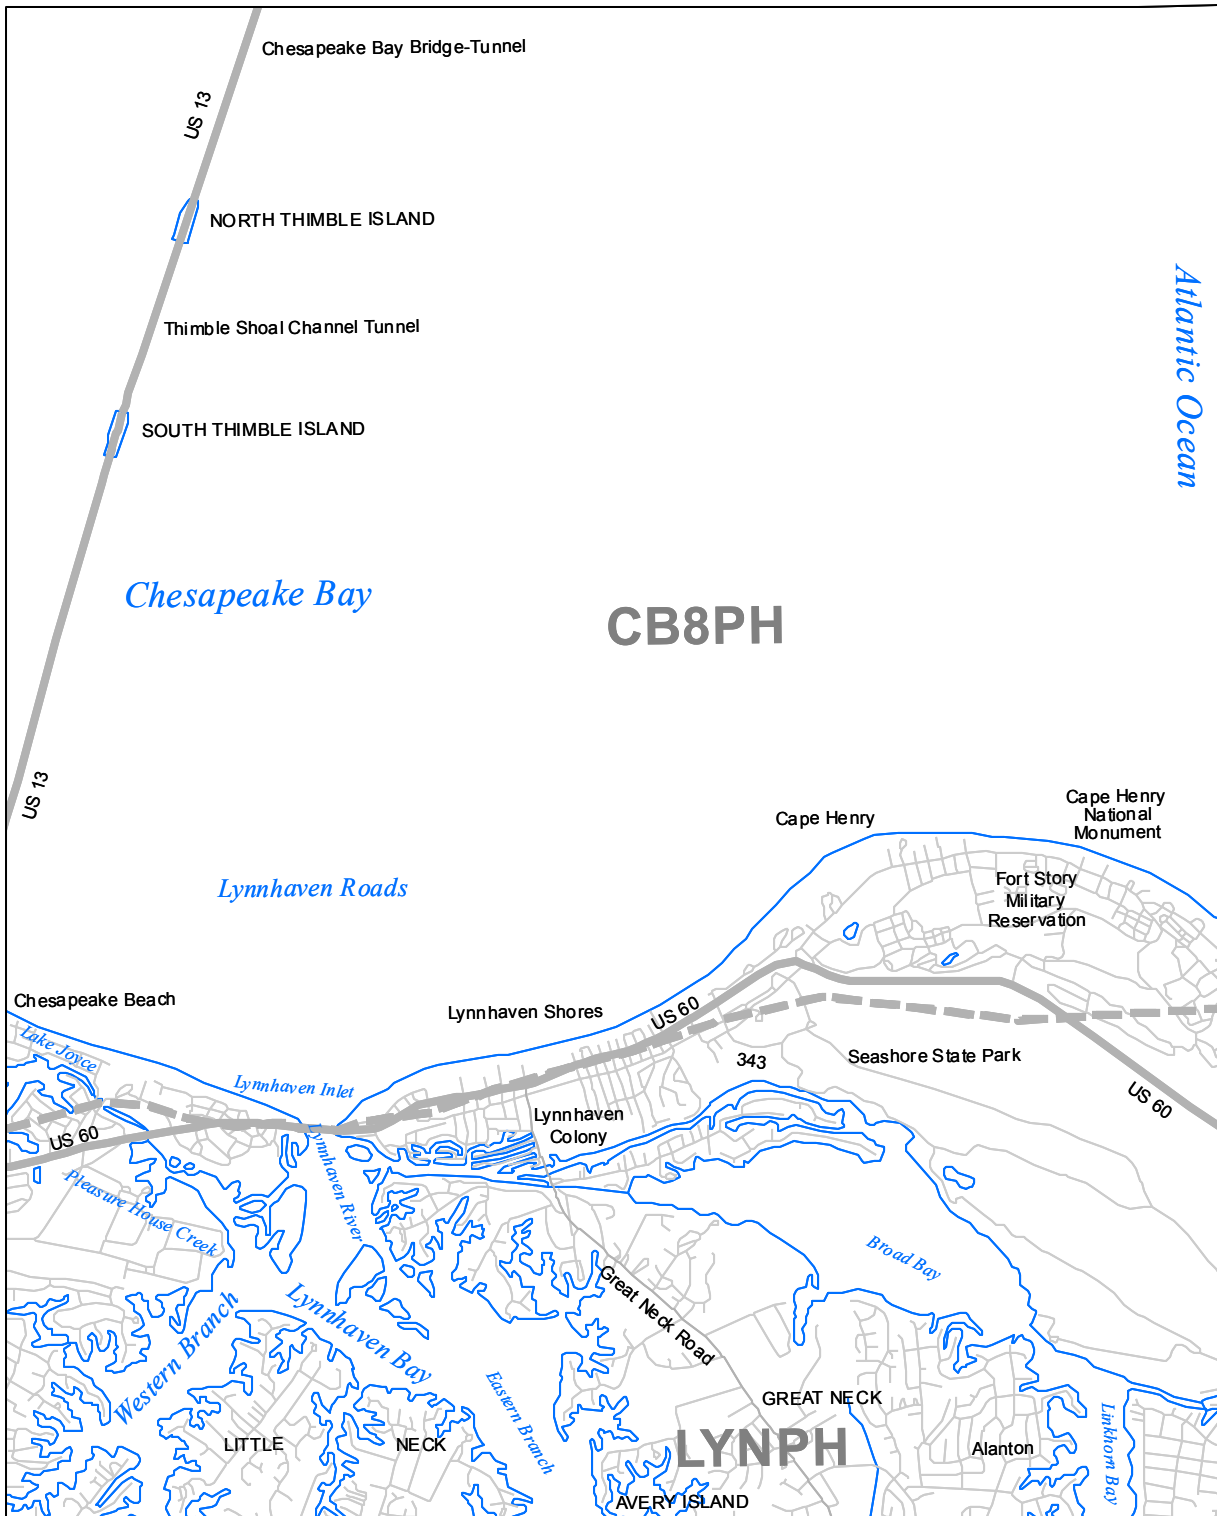 Chesapeake Bay Bridge-Tunnel
US 13
NORTH THIMBLE ISLAND
Atlantic Ocean
Thimble Shoal Channel Tunnel
SOUTH THIMBLE ISLAND
Chesapeake Bay
CB8PH
US 13
Cape Henry
National
Monument
Cape Henry
Fort Story
Military
Reservation
Lynnhaven Roads
Chesapeake Beach
Lynnhaven Shores
US 60
Lake Joyce
343
Seashore State Park
Lynnhaven Inlet
US 60
Lynnhaven
Colony
US 60
Lynnhaven River
Pleasure House Creek
Broad Bay
Great Neck Road
Lynnhaven Bay
Western Branch
Eastern Branch
GREAT NECK
Linkhorn Bay
LITTLE
NECK
LYNPH
Alanton
AVERY ISLAND